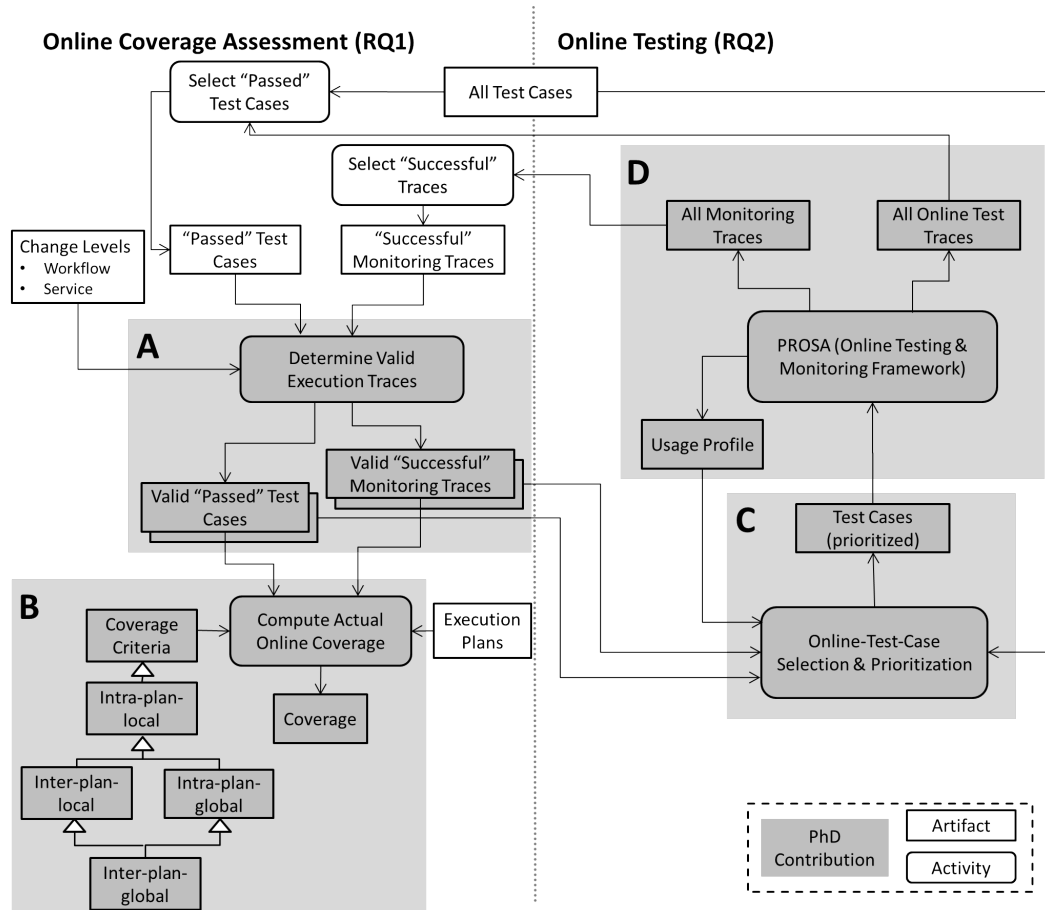 Online Coverage Assessment (RQ1)
Online Testing (RQ2)
Select “Passed”
Test Cases
All Test Cases
Select “Successful”
Traces
D
All Monitoring
Traces
All Online Test
Traces
Change Levels
• Workflow
• Service
“Passed” Test
Cases
“Successful”
Monitoring Traces
A
Determine Valid
Execution Traces
PROSA (Online Testing &
Monitoring Framework)
Usage Profile
Valid “Successful”
Monitoring Traces
Valid “Passed” Test
Cases
C
Test Cases
(prioritized)
B
Coverage
Criteria
Compute Actual
Online Coverage
Execution
Plans
Online-Test-Case
Selection & Prioritization
Intra-plan-
local
Coverage
Inter-plan-
local
Intra-plan-
global
Inter-plan-
global
PhD
Contribution
Artifact
Activity